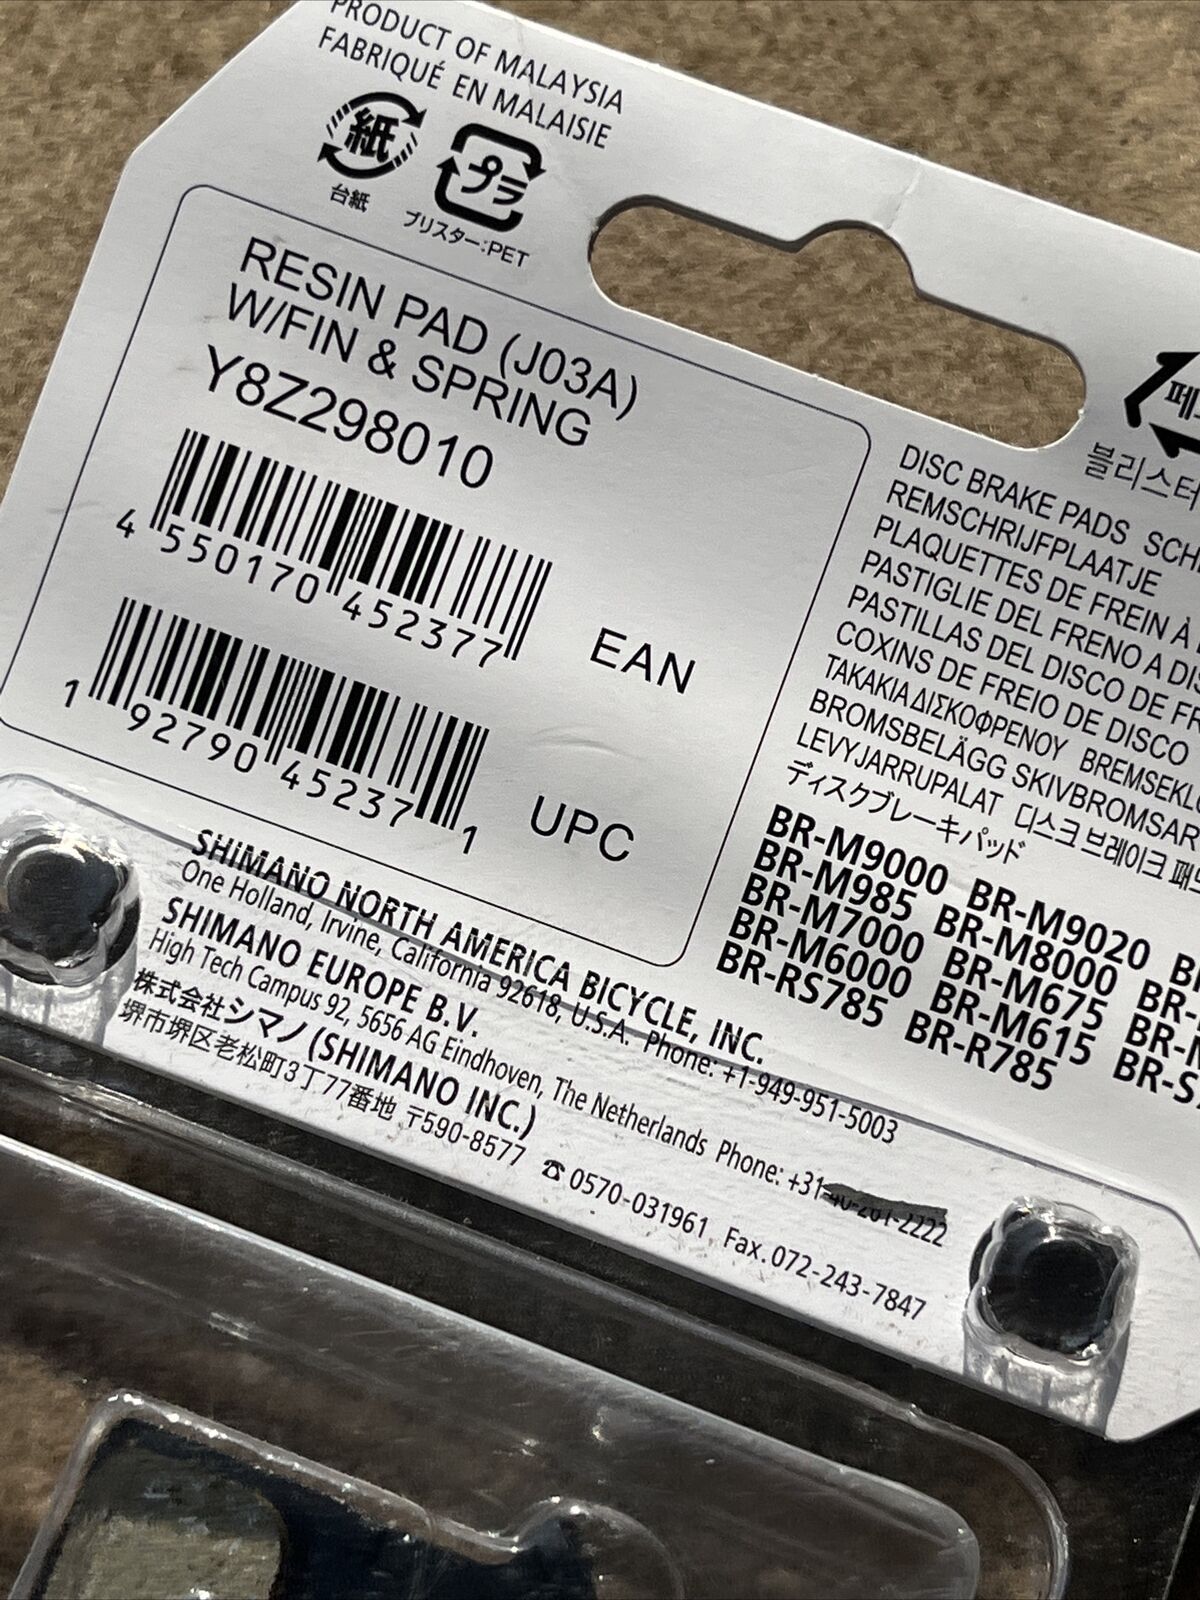 PRODUCT OF MALAYSIA
FABRIQUÉ EN MALAISIE
紙
プラ
台紙
ブリスター:PET
RESIN PAD (J03A)
W/FIN & SPRING
Y8Z298010
4 550170 452377
EAN
1 92790 45237 1
UPC
블리스터
DISC BRAKE PADS
REMSCHRIJFPLAATJE
PLAQUETTES DE FREIN À
PASTIGLIE DEL FRENO A
PASTILLAS DEL DISCO DE
COXINS DE FREIO DE DISCO
ΤΑΚΑΚΙΑ ΔΙΣΚΟΦΡΕΝΟΥ
BROMSBELÄGG SKIVBROMSAR
LEVYJARRUPALAT 디스크 브레이크
ディスクブレーキパッド
BR-M9000 BR-M9020
BR-M985 BR-M8000
BR-M7000 BR-M675
BR-M6000 BR-M615
BR-RS785 BR-R785
SHIMANO NORTH AMERICA BICYCLE, INC.
One Holland, Irvine, California 92618, U.S.A. Phone: +1-949-951-5003
SHIMANO EUROPE B.V.
High Tech Campus 92, 5656 AG Eindhoven, The Netherlands Phone: +31-40-261-2222
株式会社シマノ (SHIMANO INC.)
堺市堺区老松町3丁77番地 〒590-8577 ☎0570-031961 Fax.072-243-7847